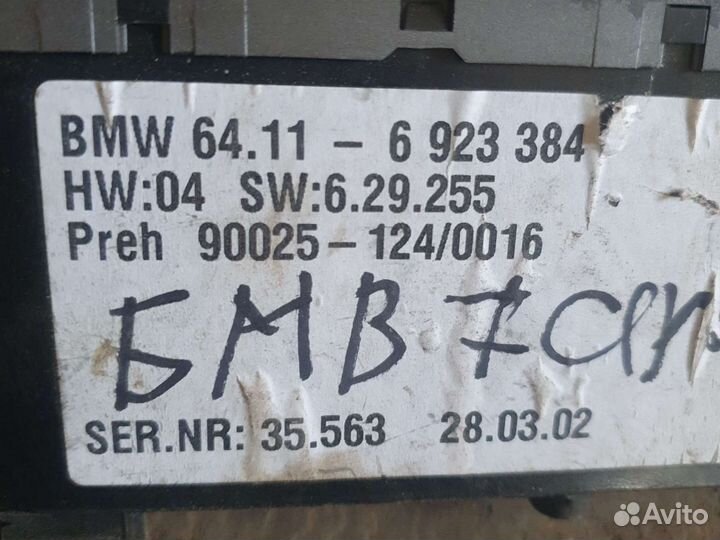 BMW 64.11 - 6 923 384
HW:04 SW:6.29.255
Preh 90025-124/0016
БМВ 7
SER.NR: 35.563 28.03.02
Avito